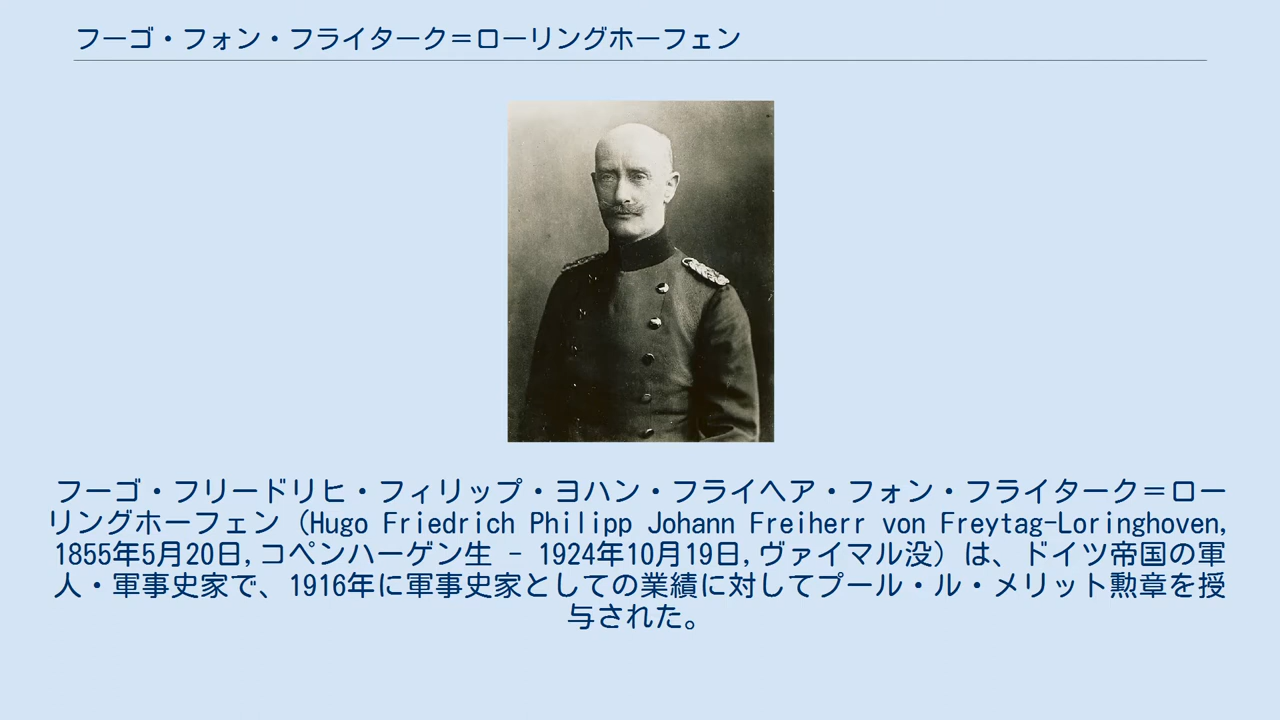 フーゴ・フォン・フライターク＝ローリングホーフェン
フーゴ・フリードリヒ・フィリップ・ヨハン・フライヘア・フォン・フライターク＝ロー
リングホーフェン（Hugo Friedrich Philipp Johann Freiherr von Freytag-Loringhoven,
1855年5月20日,コペンハーゲン生 - 1924年10月19日,ヴァイマル没）は、ドイツ帝国の軍
人・軍事史家で、1916年に軍事史家としての業績に対してプール・ル・メリット勲章を授
与された。